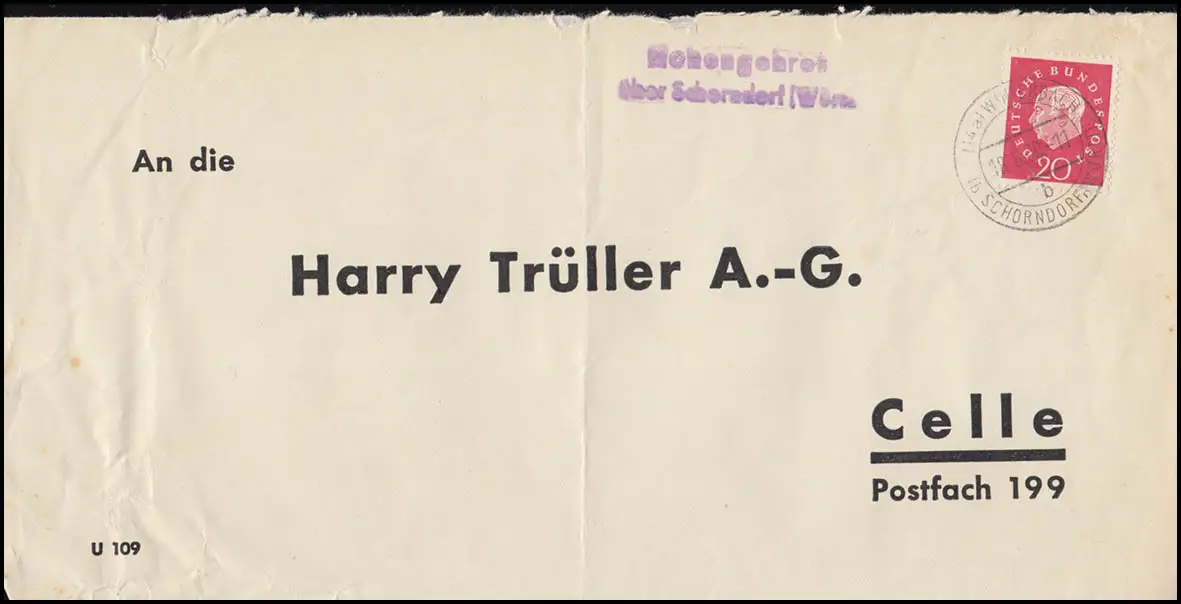 Hohengehren
über Schorndorf (Württ.
DEUTSCHE BUNDESPOST
20
SCHORNDORF
b
An die
Harry Trüller A.-G.
Celle
Postfach 199
U 109